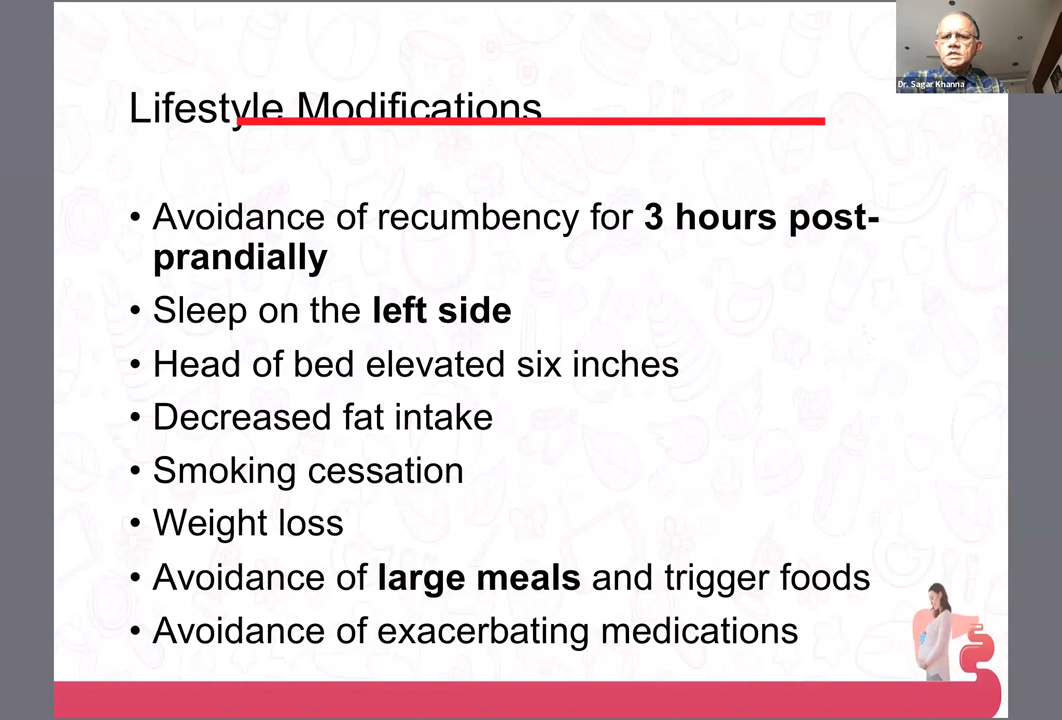 Dr. Sagar Khanna
Lifestyle Modifications
• Avoidance of recumbency for 3 hours post-
prandially
• Sleep on the left side
• Head of bed elevated six inches
• Decreased fat intake
• Smoking cessation
• Weight loss
• Avoidance of large meals and trigger foods
• Avoidance of exacerbating medications